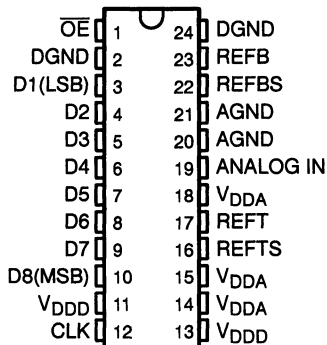 OE 1 24 DGND
DGND 2 23 REFB
D1(LSB) 3 22 REFBS
D2 4 21 AGND
D3 5 20 AGND
D4 6 19 ANALOG IN
D5 7 18 VDDA
D6 8 17 REFT
D7 9 16 REFTS
D8(MSB) 10 15 VDDA
VDDD 11 14 VDDA
CLK 12 13 VDDD